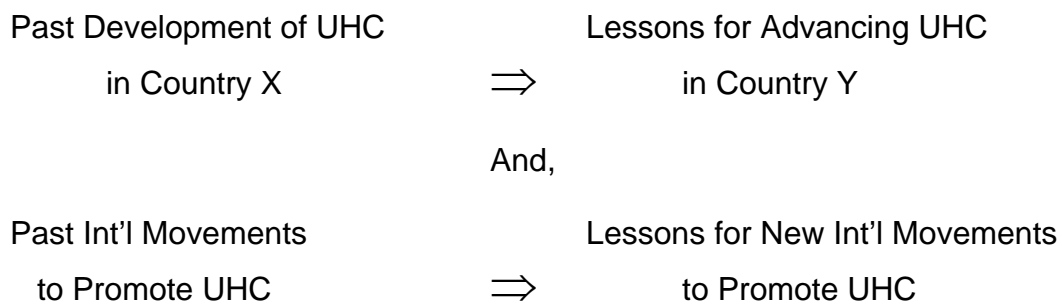 Past Development of UHC Lessons for Advancing UHC
in Country X ⇒ in Country Y
And,
Past Int'l Movements Lessons for New Int'l Movements
to Promote UHC ⇒ to Promote UHC